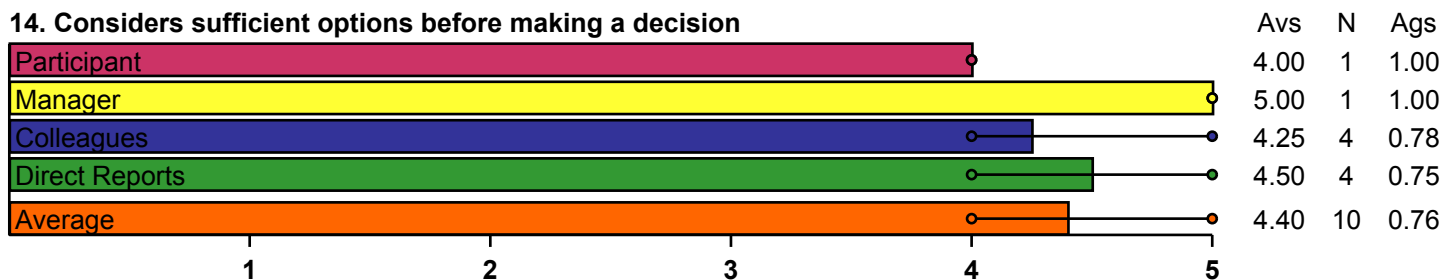 14. Considers sufficient options before making a decision Avs N Ags
Participant 4.00 1 1.00
Manager 5.00 1 1.00
Colleagues 4.25 4 0.78
Direct Reports 4.50 4 0.75
Average 4.40 10 0.76
1 2 3 4 5